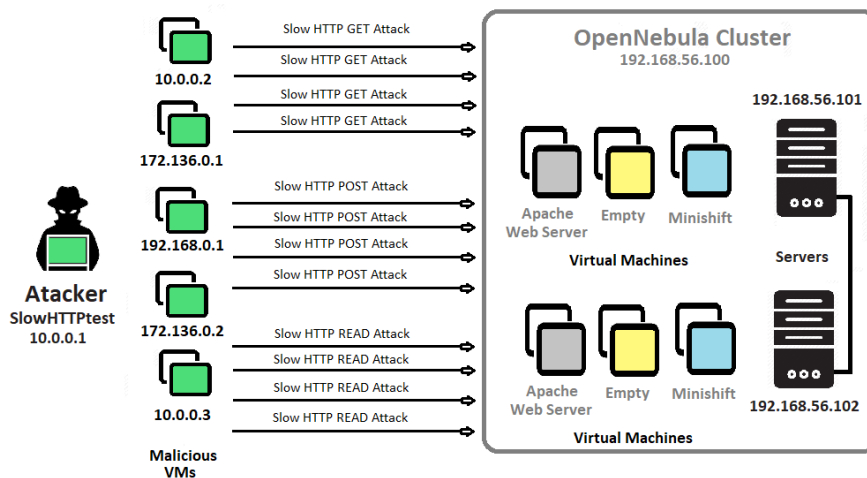 Slow HTTP GET Attack
10.0.0.2
Slow HTTP GET Attack
Slow HTTP GET Attack
Slow HTTP GET Attack
172.136.0.1
Slow HTTP POST Attack
Slow HTTP POST Attack
192.168.0.1
Slow HTTP POST Attack
Slow HTTP POST Attack
172.136.0.2
Slow HTTP READ Attack
Slow HTTP READ Attack
Slow HTTP READ Attack
10.0.0.3
Slow HTTP READ Attack
Malicious
VMs
Atacker
SlowHTTPtest
10.0.0.1
OpenNebula Cluster
192.168.56.100
192.168.56.101
Apache
Web Server
Empty
Minishift
Virtual Machines
Servers
Apache
Web Server
Empty
Minishift
192.168.56.102
Virtual Machines